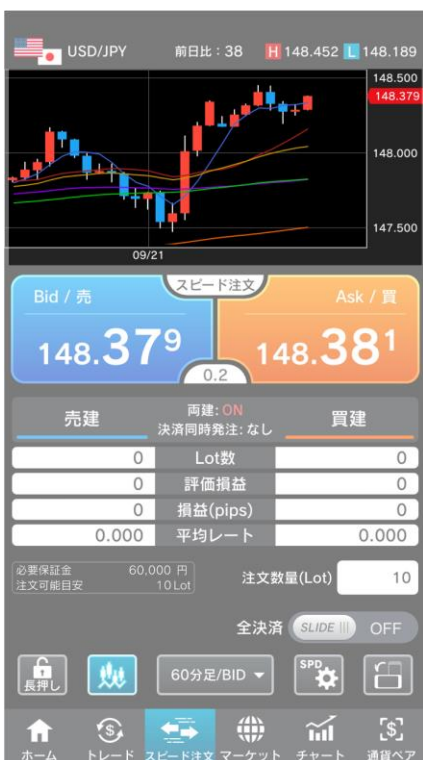 USD/JPY 前日比：38 H 148.452 L 148.189
148.500
148.379
148.000
147.500
09/21
スピード注文
Bid / 売 Ask / 買
148.37９ 148.38１
0.2
売建 両建: ON 買建
決済同時発注: なし
0 Lot数 0
0 評価損益 0
0 損益(pips) 0
0.000 平均レート 0.000
必要保証金 60,000 円
注文可能目安 10 Lot
注文数量(Lot) 10
全決済 SLIDE OFF
長押し 60分足/BID SPD
ホーム トレード スピード注文 マーケット チャート 通貨ペア